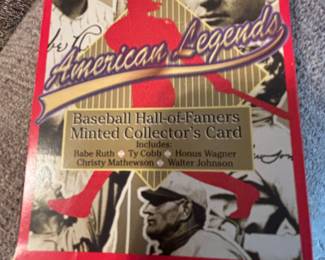 American Legends
Baseball Hall-of-Famers
Minted Collector's Card
Includes:
Babe Ruth Ty Cobb Honus Wagner
Christy Mathewson Walter Johnson